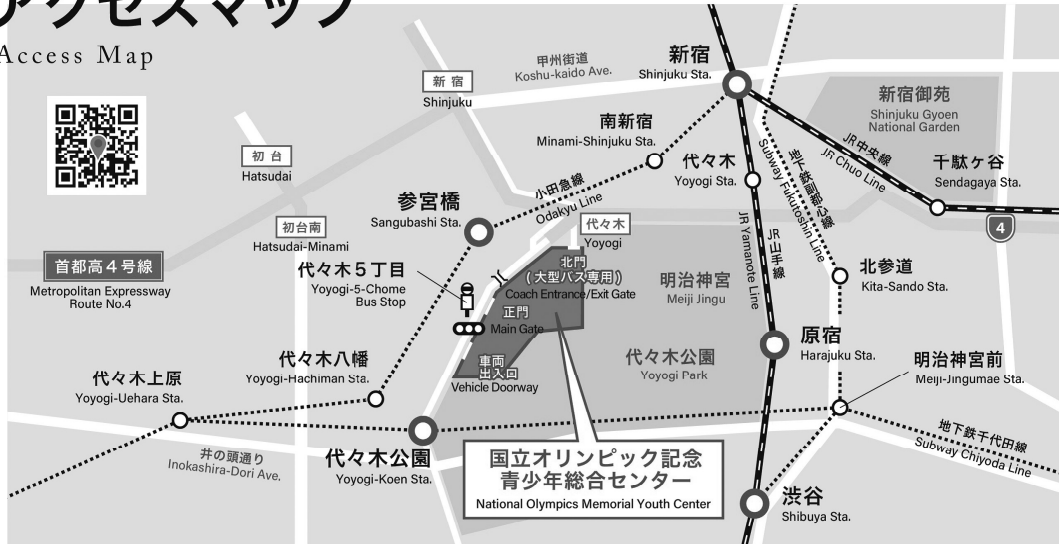 アクセスマップ
Access Map
甲州街道
Koshu-kaido Ave.
新宿
Shinjuku Sta.
新宿
Shinjuku
新宿御苑
Shinjuku Gyoen
National Garden
南新宿
Minami-Shinjuku Sta.
代々木
Yoyogi Sta.
地下鉄副都心線
Subway Fukutoshin Line
JR中央線
JR Chuo Line
千駄ヶ谷
Sendagaya Sta.
4
初台
Hatsudai
参宮橋
Sangubashi Sta.
小田急線
Odakyu Line
代々木
Yoyogi
初台南
Hatsudai-Minami
首都高4号線
Metropolitan Expressway
Route No.4
代々木5丁目
Yoyogi-5-Chome
Bus Stop
北門
(大型バス専用)
Coach Entrance/Exit Gate
正門
Main Gate
車両
出入口
Vehicle Doorway
明治神宮
Meiji Jingu
JR山手線
JR Yamanote Line
北参道
Kita-Sando Sta.
代々木公園
Yoyogi Park
原宿
Harajuku Sta.
明治神宮前
Meiji-Jingumae Sta.
代々木八幡
Yoyogi-Hachiman Sta.
代々木上原
Yoyogi-Uehara Sta.
井の頭通り
Inokashira-Dori Ave.
代々木公園
Yoyogi-Koen Sta.
国立オリンピック記念
青少年総合センター
National Olympics Memorial Youth Center
地下鉄千代田線
Subway Chiyoda Line
渋谷
Shibuya Sta.